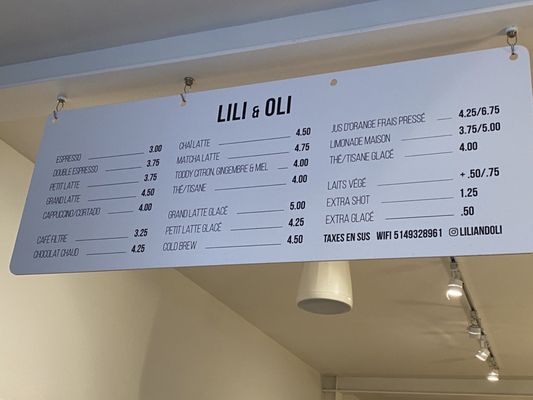 LILI & OLI
ESPRESSO 3.00
DOUBLE ESPRESSO 3.75
PETIT LATTE 3.75
GRAND LATTE 4.50
CAPPUCCINO/CORTADO 4.00
CAFÉ FILTRE 3.25
CHOCOLAT CHAUD 4.25
CHAÏ LATTE 4.50
MATCHA LATTE 4.75
TODDY CITRON, GINGEMBRE & MIEL 4.00
THÉ/TISANE 4.00
GRAND LATTE GLACÉ 5.00
PETIT LATTE GLACÉ 4.25
COLD BREW 4.50
JUS D'ORANGE FRAIS PRESSÉ 4.25/6.75
LIMONADE MAISON 3.75/5.00
THÉ/TISANE GLACÉ 4.00
LAITS VÉGÉ + .50/.75
EXTRA SHOT 1.25
EXTRA GLACÉ .50
TAXES EN SUS WIFI 5149328961 LILIANDOLI